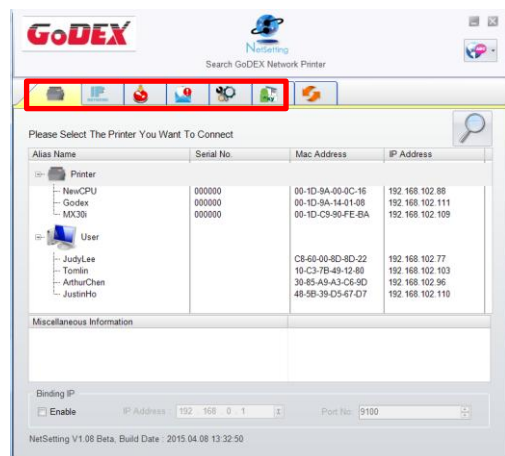 GoDEX
NetSetting
Search GoDEX Network Printer
IP
Please Select The Printer You Want To Connect
Alias Name Serial No. Mac Address IP Address
Printer
NewCPU 000000 00-1D-9A-00-0C-16 192.168.102.88
Godex 000000 00-1D-9A-14-01-08 192.168.102.111
MX30i 000000 00-1D-C9-90-FE-BA 192.168.102.109
User
JudyLee C8-60-00-8D-8D-22 192.168.102.77
Tomlin 10-C3-7B-49-12-80 192.168.102.103
ArthurChen 30-85-A9-A3-C6-9D 192.168.102.96
JustinHo 48-5B-39-D5-67-D7 192.168.102.110
Miscellaneous Information
Binding IP
Enable IP Address : 192 . 168 . 0 . 1 Port No: 9100
NetSetting V1.08 Beta, Build Date : 2015.04.08 13:32:50